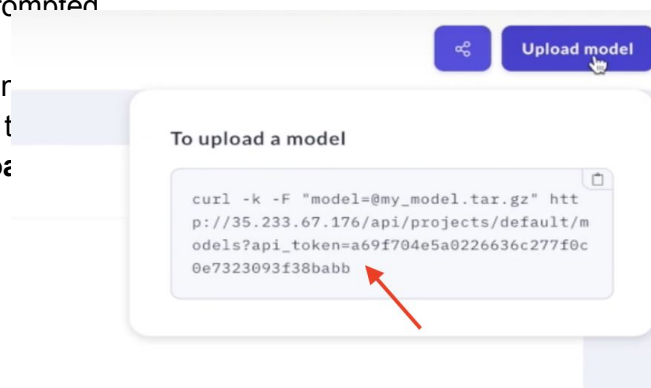 Upload model
To upload a model
curl -k -F "model=@my_model.tar.gz" htt
p://35.233.67.176/api/projects/default/m
odels?api_token=a69f704e5a0226636c277f0c
0e7323093f38babb